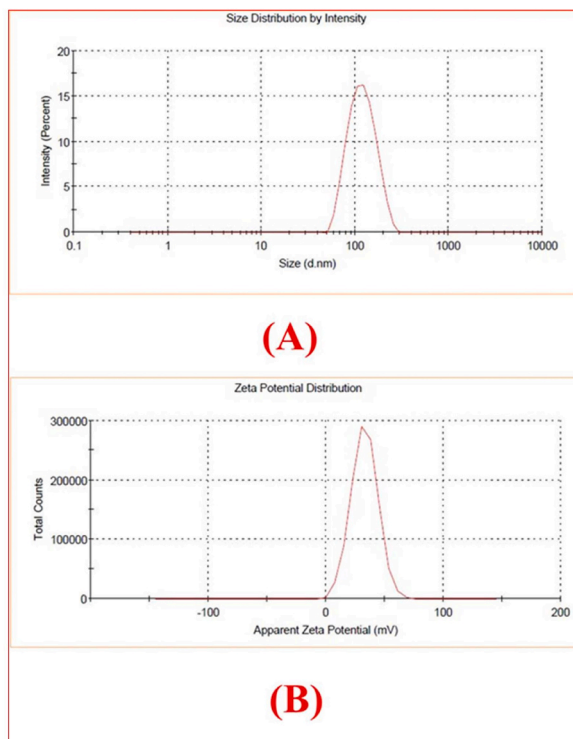 Size Distribution by Intensity
20
15
10
5
0
Intensity (Percent)
0.1 1 10 100 1000 10000
Size (d.nm)
(A)
Zeta Potential Distribution
300000
200000
100000
0
Total Counts
-100 0 100 200
Apparent Zeta Potential (mV)
(B)